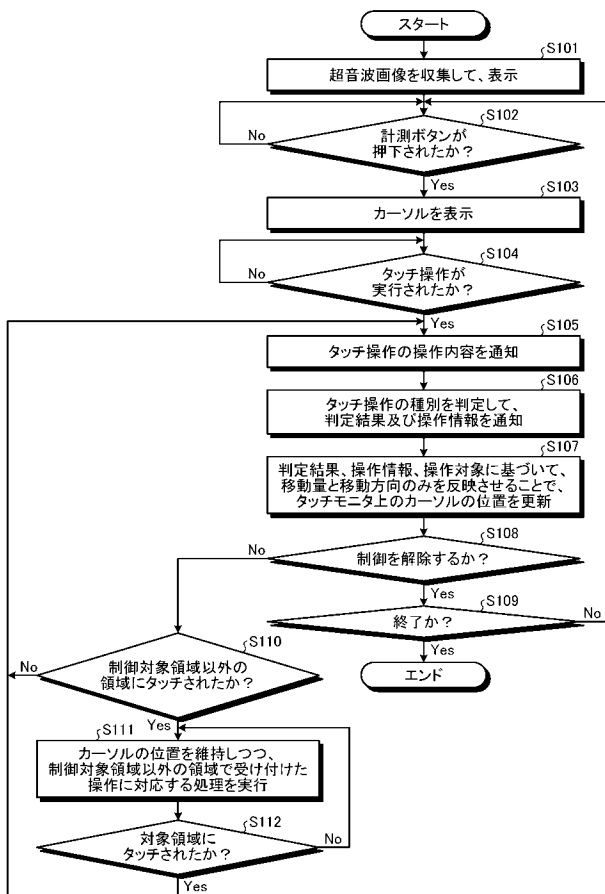 スタート
S101
超音波画像を収集して、表示
S102
計測ボタンが
押下されたか？
No
Yes
S103
カーソルを表示
S104
タッチ操作が
実行されたか？
No
Yes
S105
タッチ操作の操作内容を通知
S106
タッチ操作の種別を判定して、
判定結果及び操作情報を通知
S107
判定結果、操作情報、操作対象に基づいて、
移動量と移動方向のみを反映させることで、
タッチモニタ上のカーソルの位置を更新
S108
制御を解除するか？
No
Yes
S109
終了か？
No
Yes
エンド
S110
制御対象領域以外の
領域にタッチされたか？
No
Yes
S111
カーソルの位置を維持しつつ、
制御対象領域以外の領域で受け付けた
操作に対応する処理を実行
S112
対象領域に
タッチされたか？
No
Yes